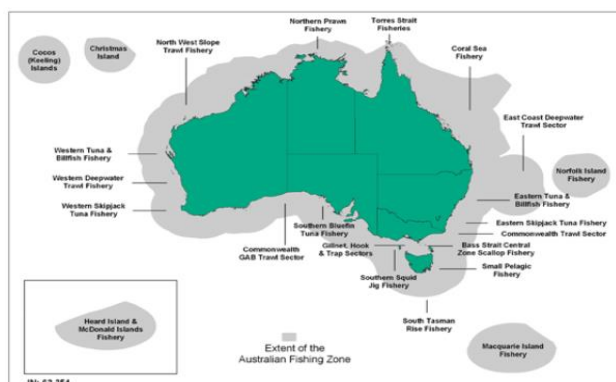 Northern Prawn
Fishery
Torres Strait
Fisheries
Cocos
(Keeling)
Islands
Christmas
Island
North West Slope
Trawl Fishery
Coral Sea
Fishery
East Coast Deepwater
Trawl Sector
Western Tuna &
Billfish Fishery
Norfolk Island
Fishery
Western Deepwater
Trawl Fishery
Eastern Tuna &
Billfish Fishery
Western Skipjack
Tuna Fishery
Southern Bluefin
Tuna Fishery
Eastern Skipjack Tuna Fishery
Commonwealth Trawl Sector
Commonwealth
GAB Trawl Sector
Gillnet, Hook
& Trap Sectors
Bass Strait Central
Zone Scallop Fishery
Southern Squid
Jig Fishery
Small Pelagic
Fishery
Heard Island &
McDonald Islands
Fishery
South Tasman
Rise Fishery
Extent of the
Australian Fishing Zone
Macquarie Island
Fishery